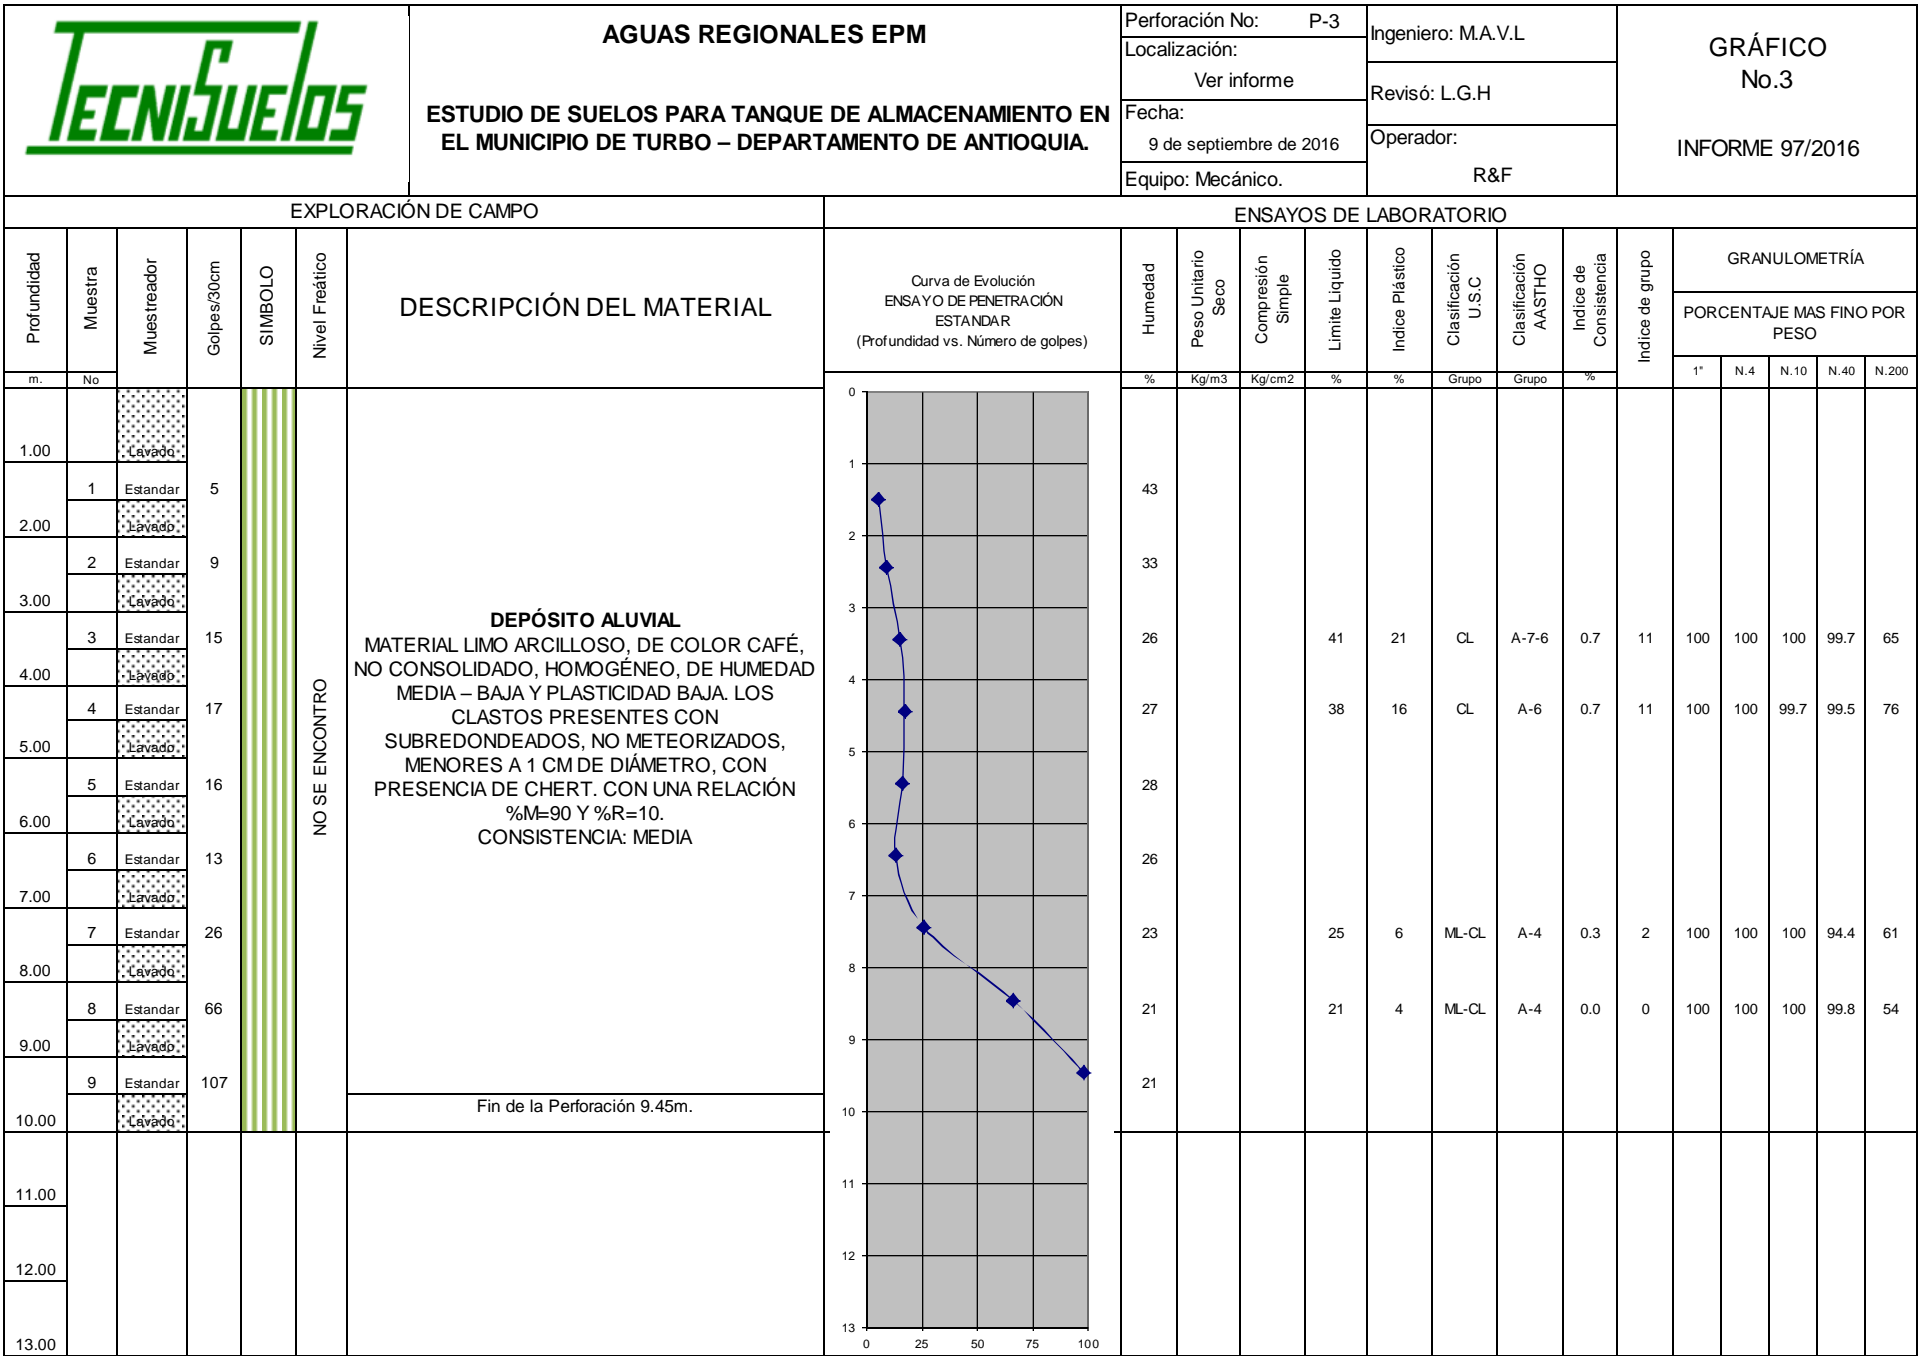 TECNISUELOS
AGUAS REGIONALES EPM
ESTUDIO DE SUELOS PARA TANQUE DE ALMACENAMIENTO EN
EL MUNICIPIO DE TURBO – DEPARTAMENTO DE ANTIOQUIA.
Perforación No: P-3
Localización:
Ver informe
Fecha:
9 de septiembre de 2016
Equipo: Mecánico.
Ingeniero: M.A.V.L
Revisó: L.G.H
Operador:
R&F
GRÁFICO
No.3
INFORME 97/2016
EXPLORACIÓN DE CAMPO
ENSAYOS DE LABORATORIO
Profundidad
Muestra
Muestreador
Golpes/30cm
SIMBOLO
Nivel Freático
DESCRIPCIÓN DEL MATERIAL
Curva de Evolución
ENSAYO DE PENETRACIÓN
ESTANDAR
(Profundidad vs. Número de golpes)
Humedad
Peso Unitario
Seco
Compresión
Simple
Limite Liquido
Indice Plástico
Clasificación
U.S.C
Clasificación
AASTHO
Indice de
Consistencia
Indice de grupo
GRANULOMETRÍA
PORCENTAJE MAS FINO POR
PESO
m. No % Kg/m3 Kg/cm2 % % Grupo Grupo % 1" N.4 N.10 N.40 N.200
1.00 Lavado
1 Estandar 5 43
2.00 Lavado
2 Estandar 9 33
3.00 Lavado
3 Estandar 15 26 41 21 CL A-7-6 0.7 11 100 100 100 99.7 65
4.00 Lavado
4 Estandar 17 27 38 16 CL A-6 0.7 11 100 100 99.7 99.5 76
5.00 Lavado
5 Estandar 16 28
6.00 Lavado
6 Estandar 13 26
7.00 Lavado
7 Estandar 26 23 25 6 ML-CL A-4 0.3 2 100 100 100 94.4 61
8.00 Lavado
8 Estandar 66 21 21 4 ML-CL A-4 0.0 0 100 100 100 99.8 54
9.00 Lavado
9 Estandar 107 21
10.00 Lavado
11.00
12.00
13.00
NO SE ENCONTRO
DEPÓSITO ALUVIAL
MATERIAL LIMO ARCILLOSO, DE COLOR CAFÉ,
NO CONSOLIDADO, HOMOGÉNEO, DE HUMEDAD
MEDIA – BAJA Y PLASTICIDAD BAJA. LOS
CLASTOS PRESENTES CON
SUBREDONDEADOS, NO METEORIZADOS,
MENORES A 1 CM DE DIÁMETRO, CON
PRESENCIA DE CHERT. CON UNA RELACIÓN
%M=90 Y %R=10.
CONSISTENCIA: MEDIA
Fin de la Perforación 9.45m.
0
1
2
3
4
5
6
7
8
9
10
11
12
13
0 25 50 75 100